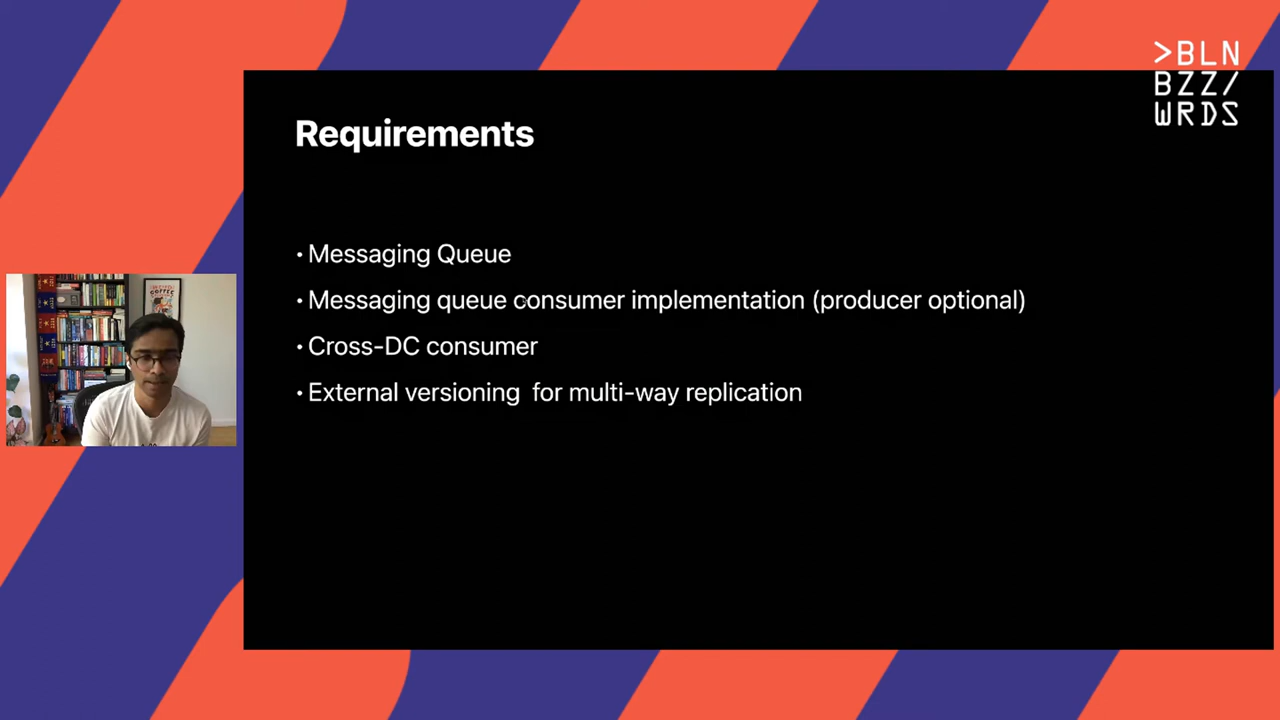 >BLN
BZZ/
WRDS
Requirements
• Messaging Queue
• Messaging queue consumer implementation (producer optional)
• Cross-DC consumer
• External versioning for multi-way replication
COFFEE